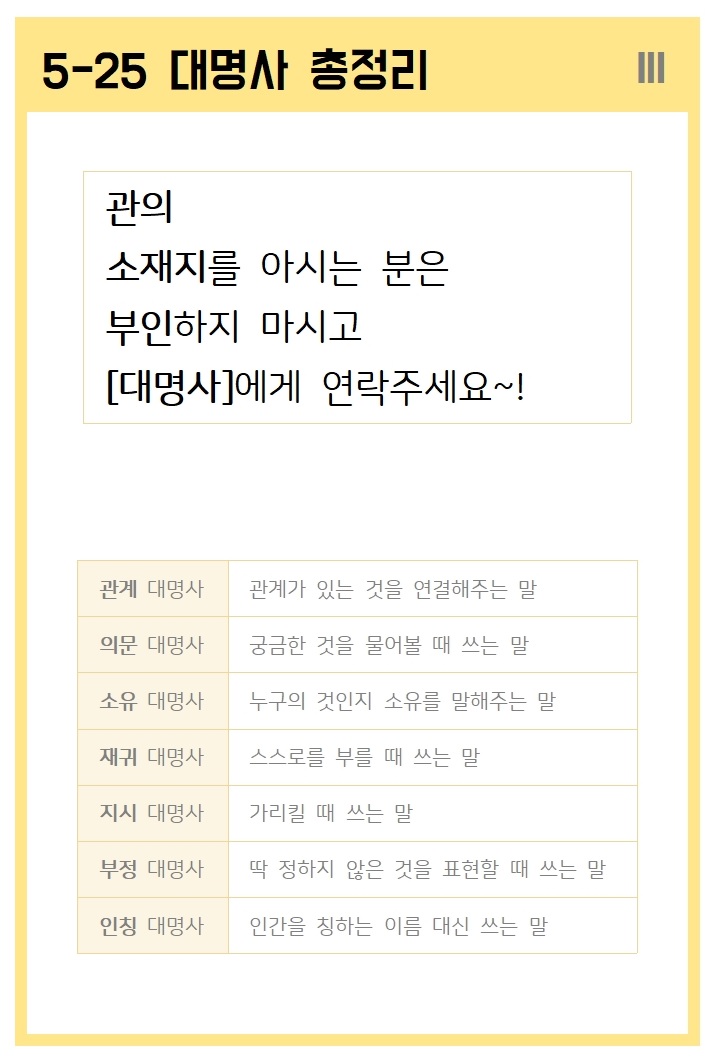 5-25 대명사 총정리
III
관의
소재지를 아시는 분은
부인하지 마시고
[대명사]에게 연락주세요~!
관계 대명사 관계가 있는 것을 연결해주는 말
의문 대명사 궁금한 것을 물어볼 때 쓰는 말
소유 대명사 누구의 것인지 소유를 말해주는 말
재귀 대명사 스스로를 부를 때 쓰는 말
지시 대명사 가리킬 때 쓰는 말
부정 대명사 딱 정하지 않은 것을 표현할 때 쓰는 말
인칭 대명사 인간을 칭하는 이름 대신 쓰는 말